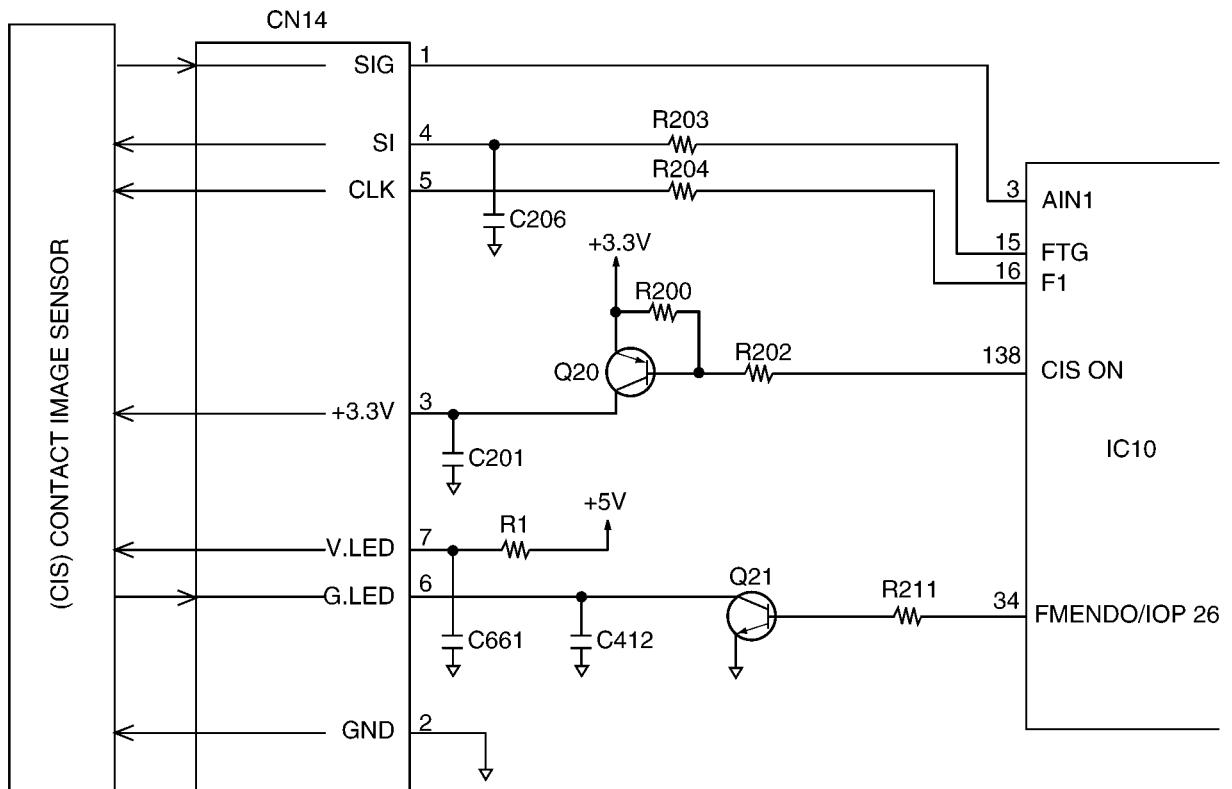 CN14
SIG 1
SI 4
R203
CLK 5
R204
C206
3 AIN1
15 FTG
16 F1
+3.3V
R200
Q20
R202
138 CIS ON
+3.3V 3
C201
IC10
(CIS) CONTACT IMAGE SENSOR
+5V
V.LED 7
R1
G.LED 6
Q21
R211
34 FMENDO/IOP 26
C661
C412
GND 2